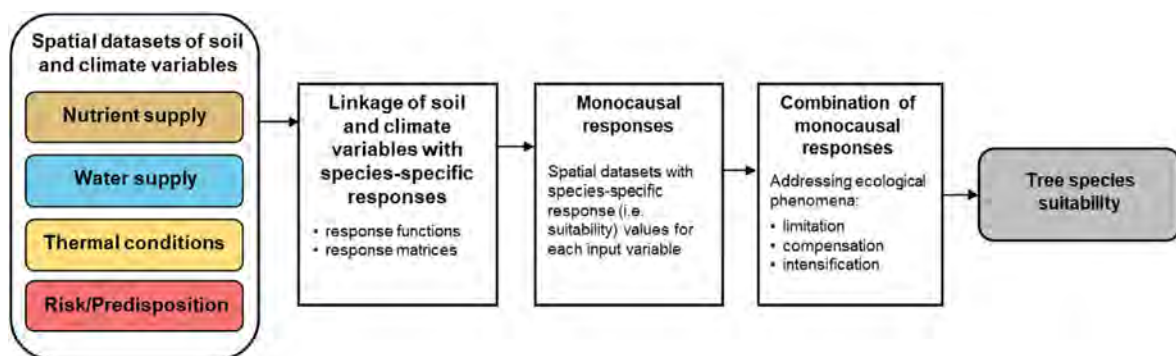 Spatial datasets of soil
and climate variables
Nutrient supply
Water supply
Thermal conditions
Risk/Predisposition
Linkage of soil
and climate
variables with
species-specific
responses
• response functions
• response matrices
Monocausal
responses
Spatial datasets with
species-specific
response (i.e.
suitability) values for
each input variable
Combination of
monocausal
responses
Addressing ecological
phenomena:
• limitation
• compensation
• intensification
Tree species
suitability